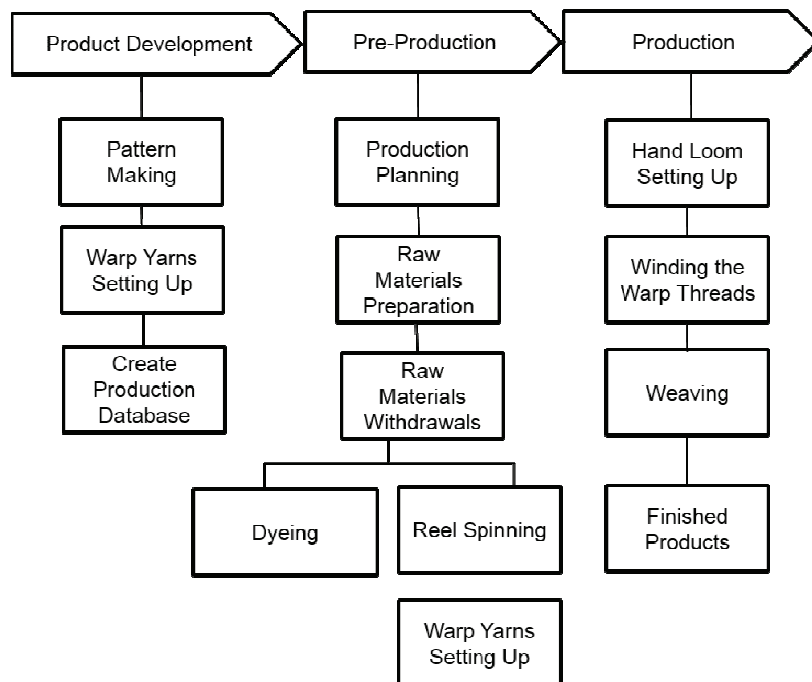 Product Development
Pre-Production
Production
Pattern
Making
Warp Yarns
Setting Up
Create
Production
Database
Production
Planning
Raw
Materials
Preparation
Raw
Materials
Withdrawals
Dyeing
Reel Spinning
Warp Yarns
Setting Up
Hand Loom
Setting Up
Winding the
Warp Threads
Weaving
Finished
Products